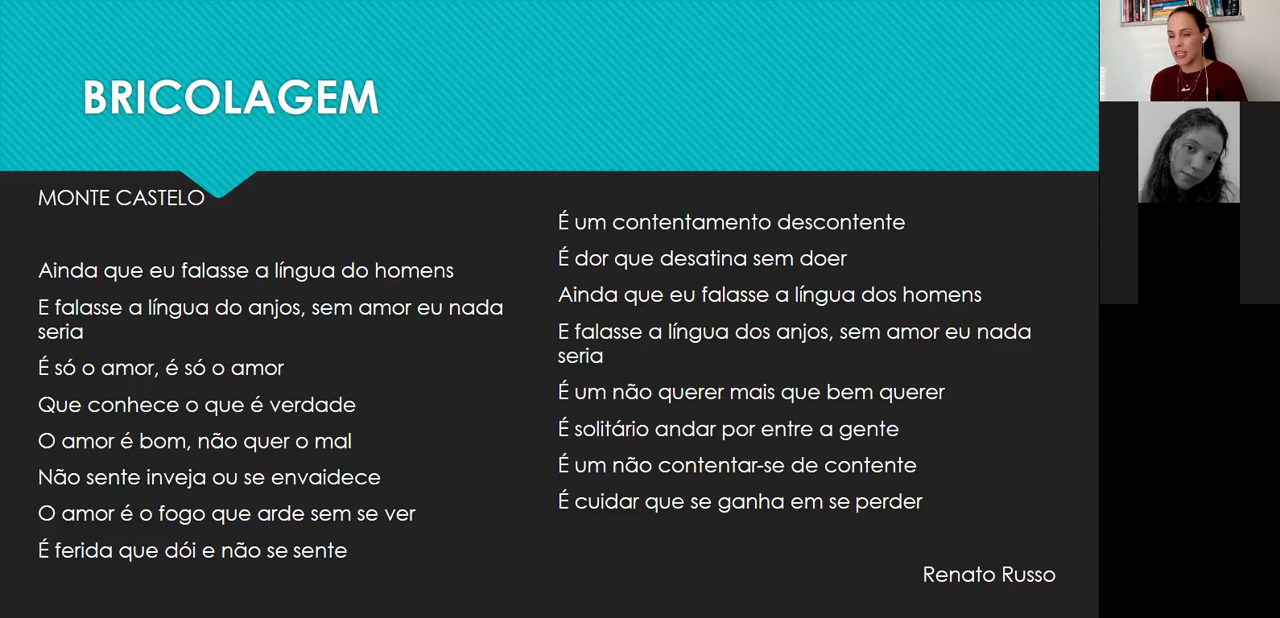 BRICOLAGEM
MONTE CASTELO
Ainda que eu falasse a língua do homens
E falasse a língua do anjos, sem amor eu nada
seria
É só o amor, é só o amor
Que conhece o que é verdade
O amor é bom, não quer o mal
Não sente inveja ou se envaidece
O amor é o fogo que arde sem se ver
É ferida que dói e não se sente
É um contentamento descontente
É dor que desatina sem doer
Ainda que eu falasse a língua dos homens
E falasse a língua dos anjos, sem amor eu nada
seria
É um não querer mais que bem querer
É solitário andar por entre a gente
É um não contentar-se de contente
É cuidar que se ganha em se perder
Renato Russo